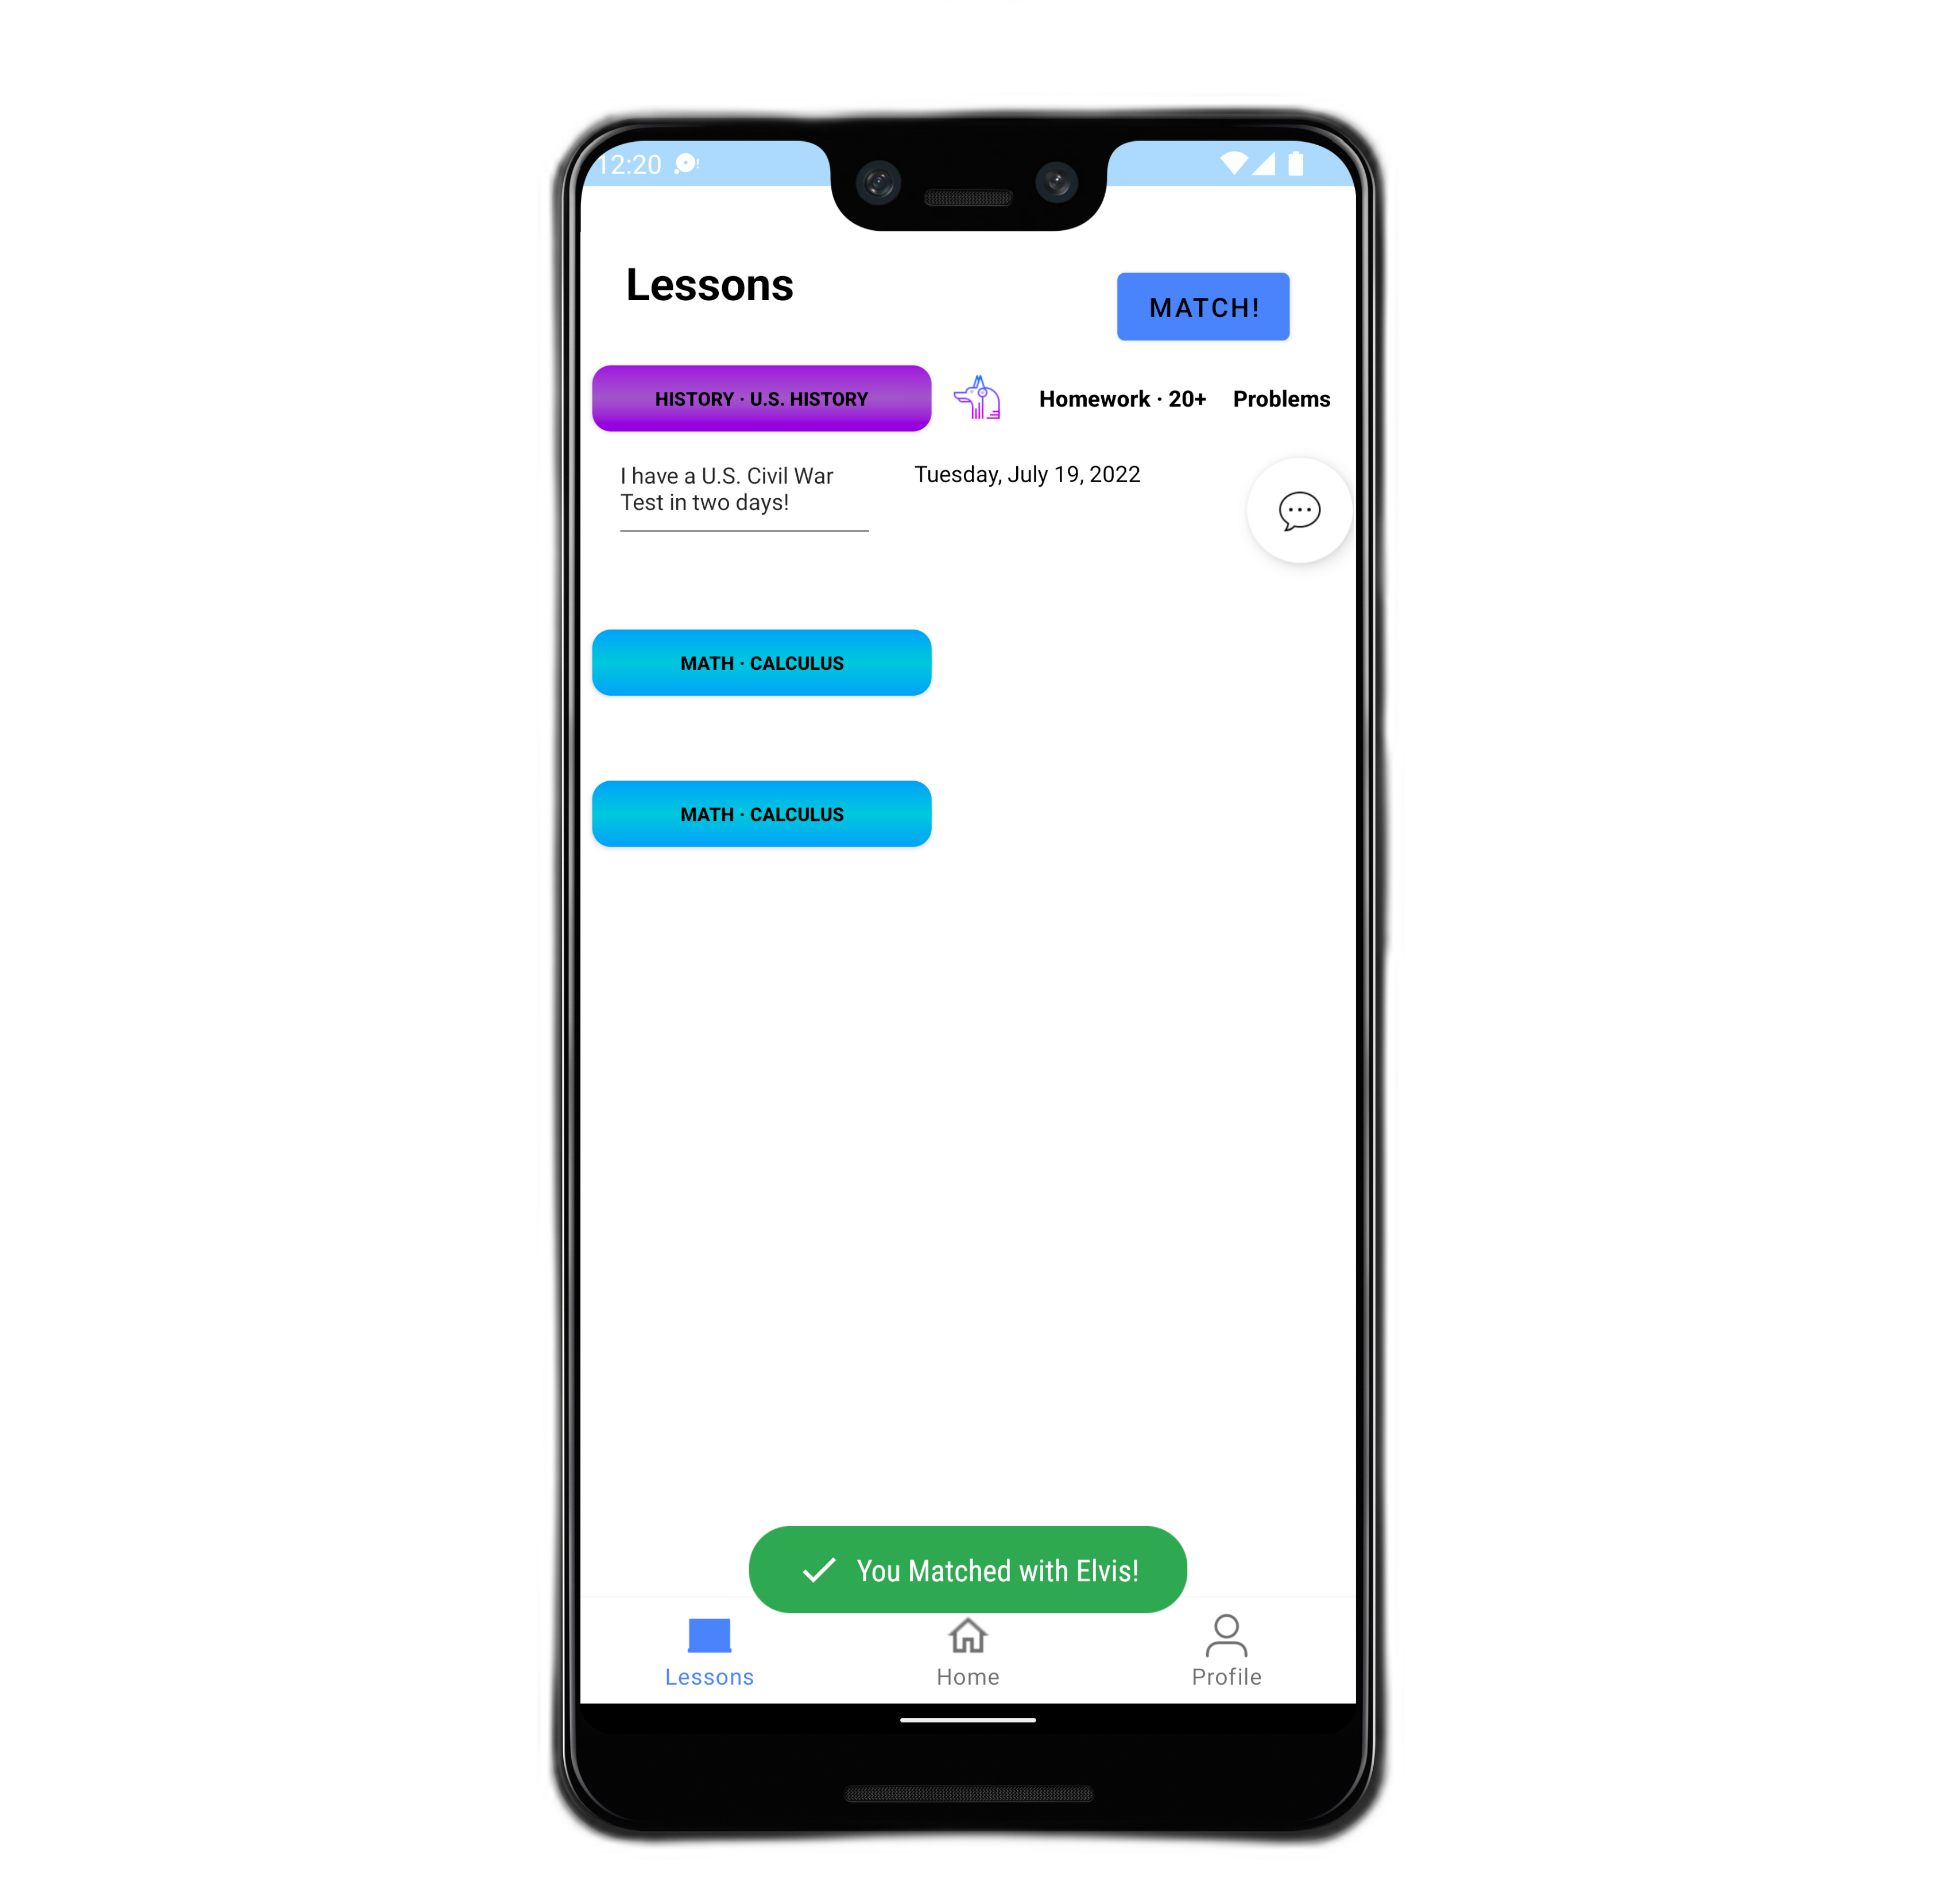 12:20
Lessons
MATCH!
HISTORY · U.S. HISTORY
Homework · 20+ Problems
I have a U.S. Civil War
Test in two days!
Tuesday, July 19, 2022
MATH · CALCULUS
MATH · CALCULUS
You Matched with Elvis!
Lessons
Home
Profile